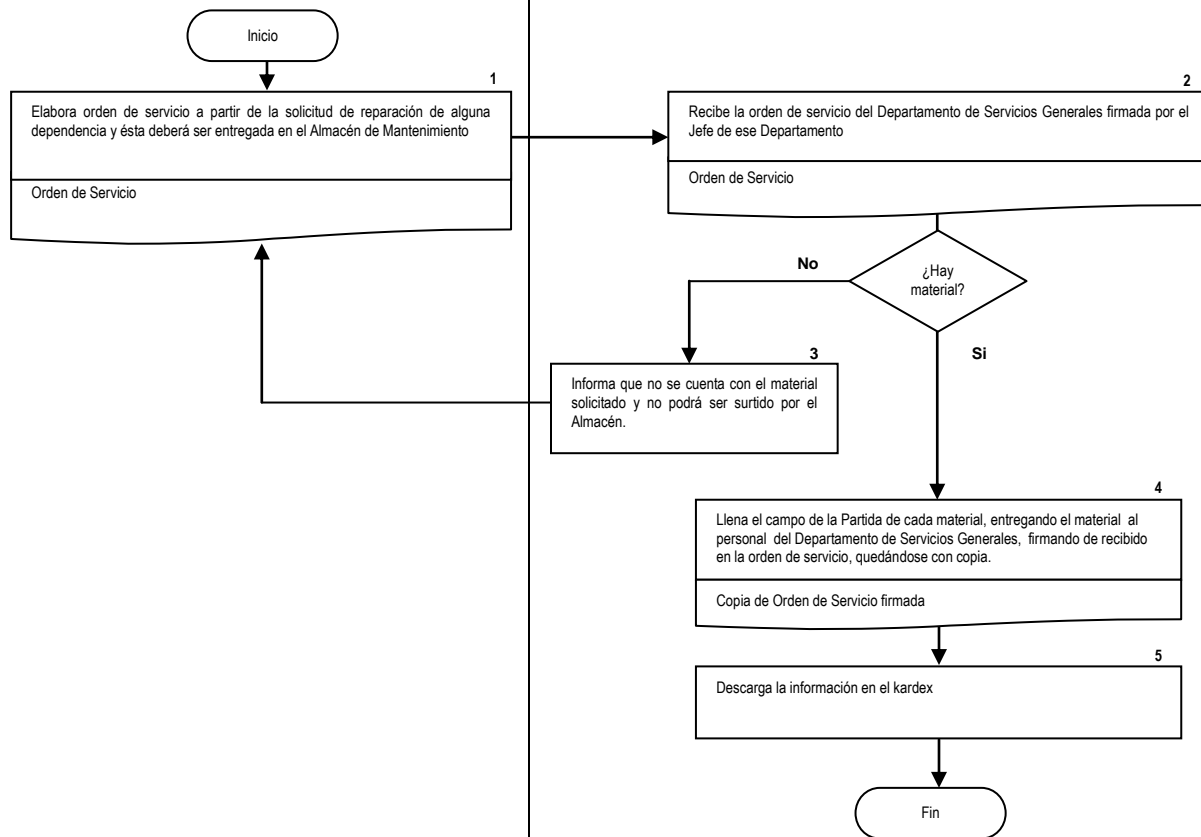 Inicio
1
Elabora orden de servicio a partir de la solicitud de reparación de alguna
dependencia y ésta deberá ser entregada en el Almacén de Mantenimiento
Orden de Servicio
2
Recibe la orden de servicio del Departamento de Servicios Generales firmada por el
Jefe de ese Departamento
Orden de Servicio
¿Hay
material?
No
Si
3
Informa que no se cuenta con el material
solicitado y no podrá ser surtido por el
Almacén.
4
Llena el campo de la Partida de cada material, entregando el material al
personal del Departamento de Servicios Generales, firmando de recibido
en la orden de servicio, quedándose con copia.
Copia de Orden de Servicio firmada
5
Descarga la información en el kardex
Fin